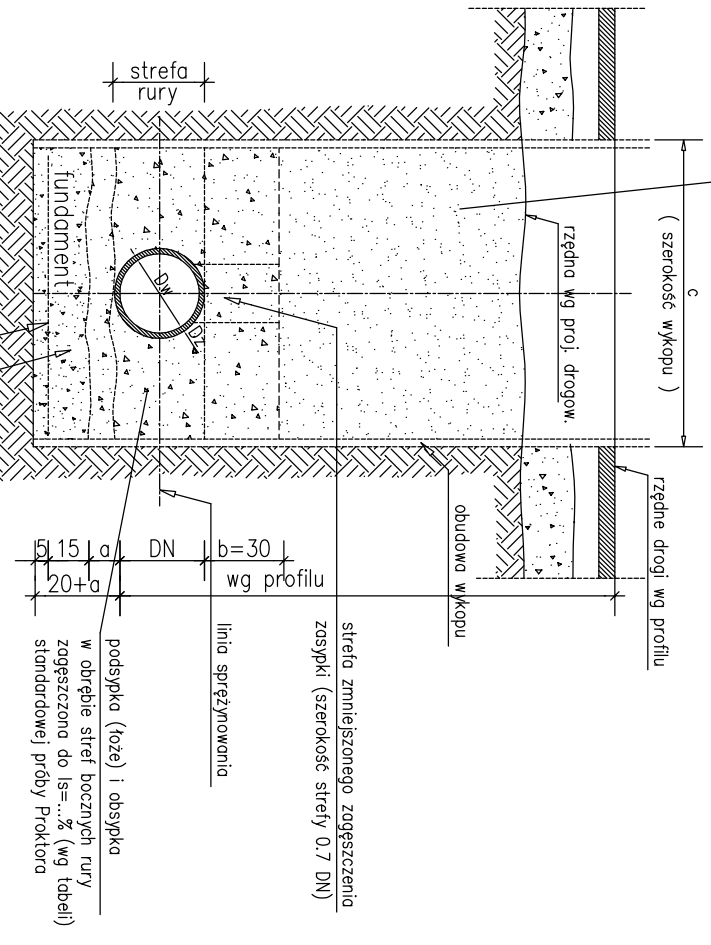 c
( szerokość wykopu )
rzędne drogi wg profilu
rzędna wg proj. drogow.
obudowa wykopu
strefa zmniejszonego zagęszczenia
zasypki (szerokość strefy 0.7 DN)
linia sprężynowania
podsypka (łoże) i obsypka
w obrębie stref bocznych rury
zagęszczona do Is=...% (wg tabeli)
standardowej próby Proktora
strefa
rury
fundament
Dw
Dz
5 15 a DN b=30
20+a wg profilu